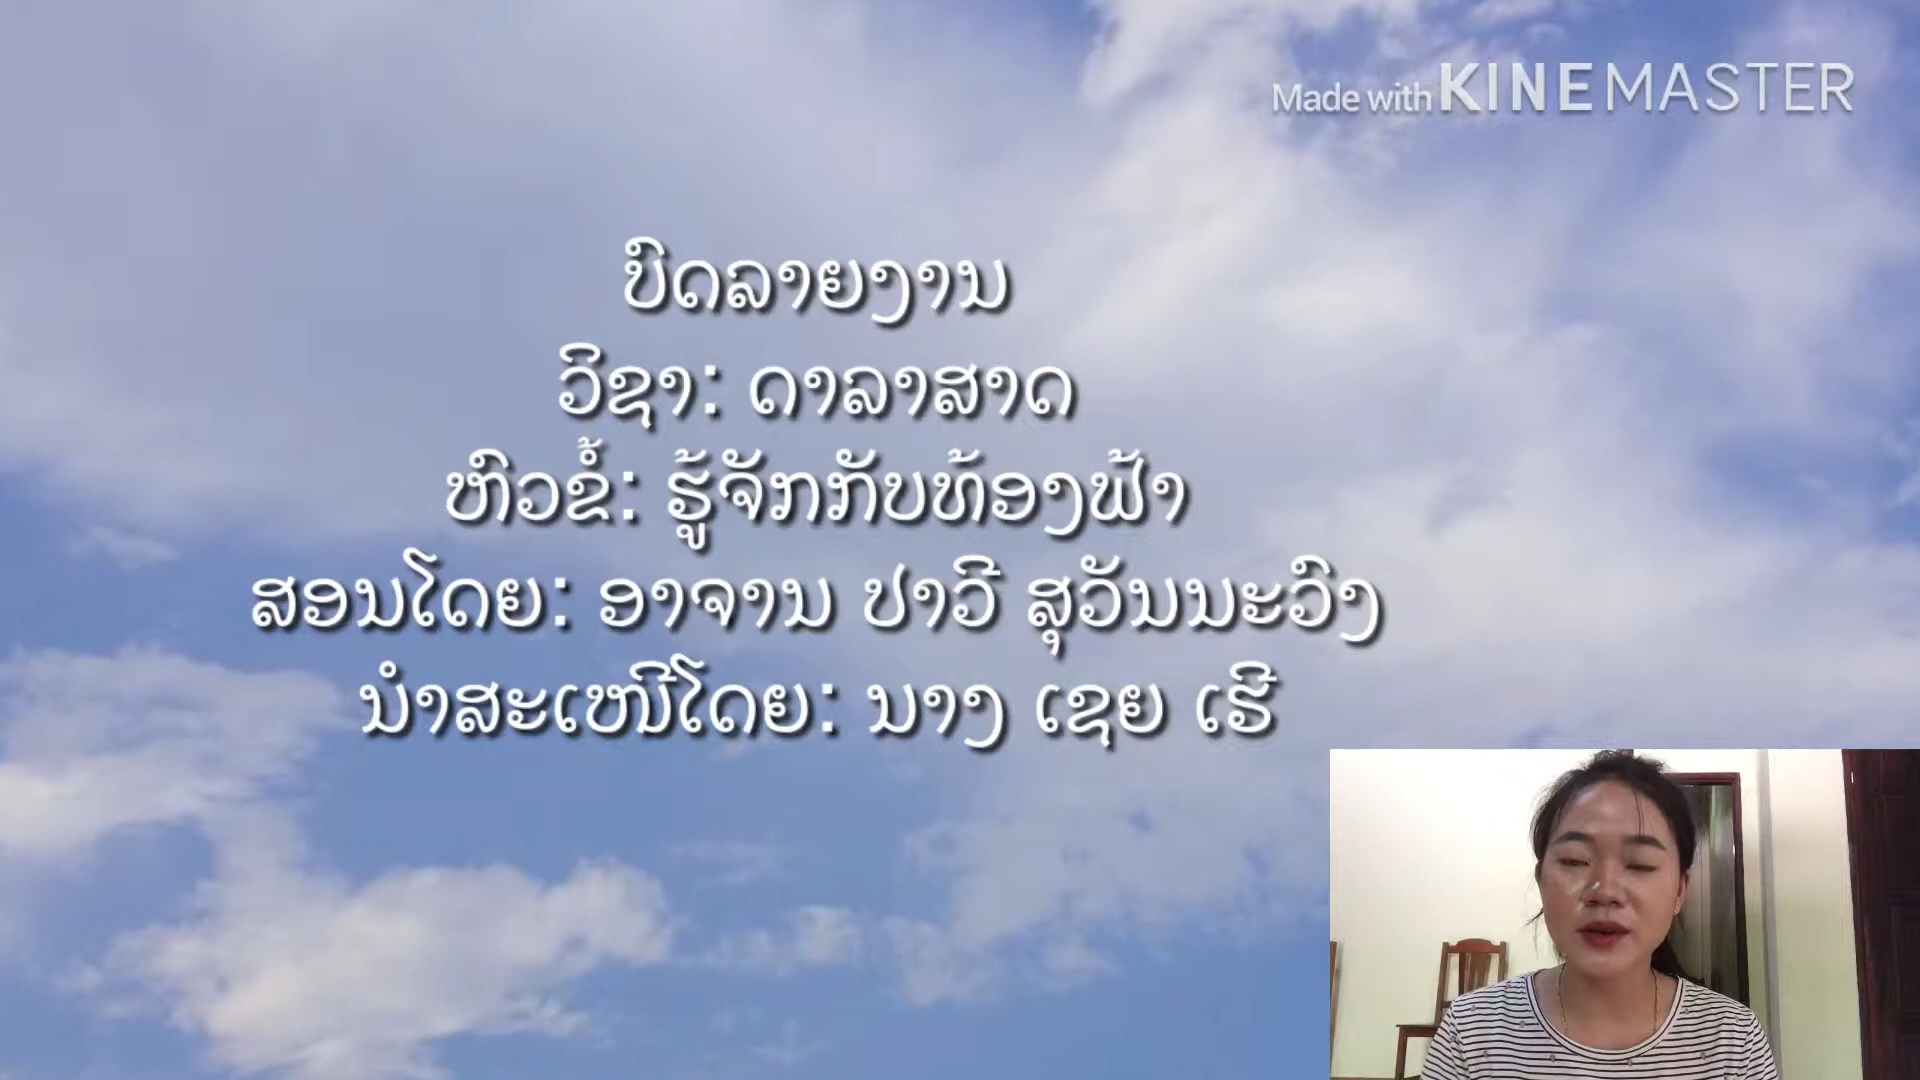 Made with KINEMASTER
ບົດລາຍງານ
ວິຊາ: ດາລາສາດ
ຫົວຂໍ້: ຮູ້ຈັກກັບທ້ອງຟ້າ
ສອນໂດຍ: ອາຈານ ປາວີ ສຸວັນນະວົງ
ນຳສະເໜີໂດຍ: ນາງ ເຊຍ ເຮີ